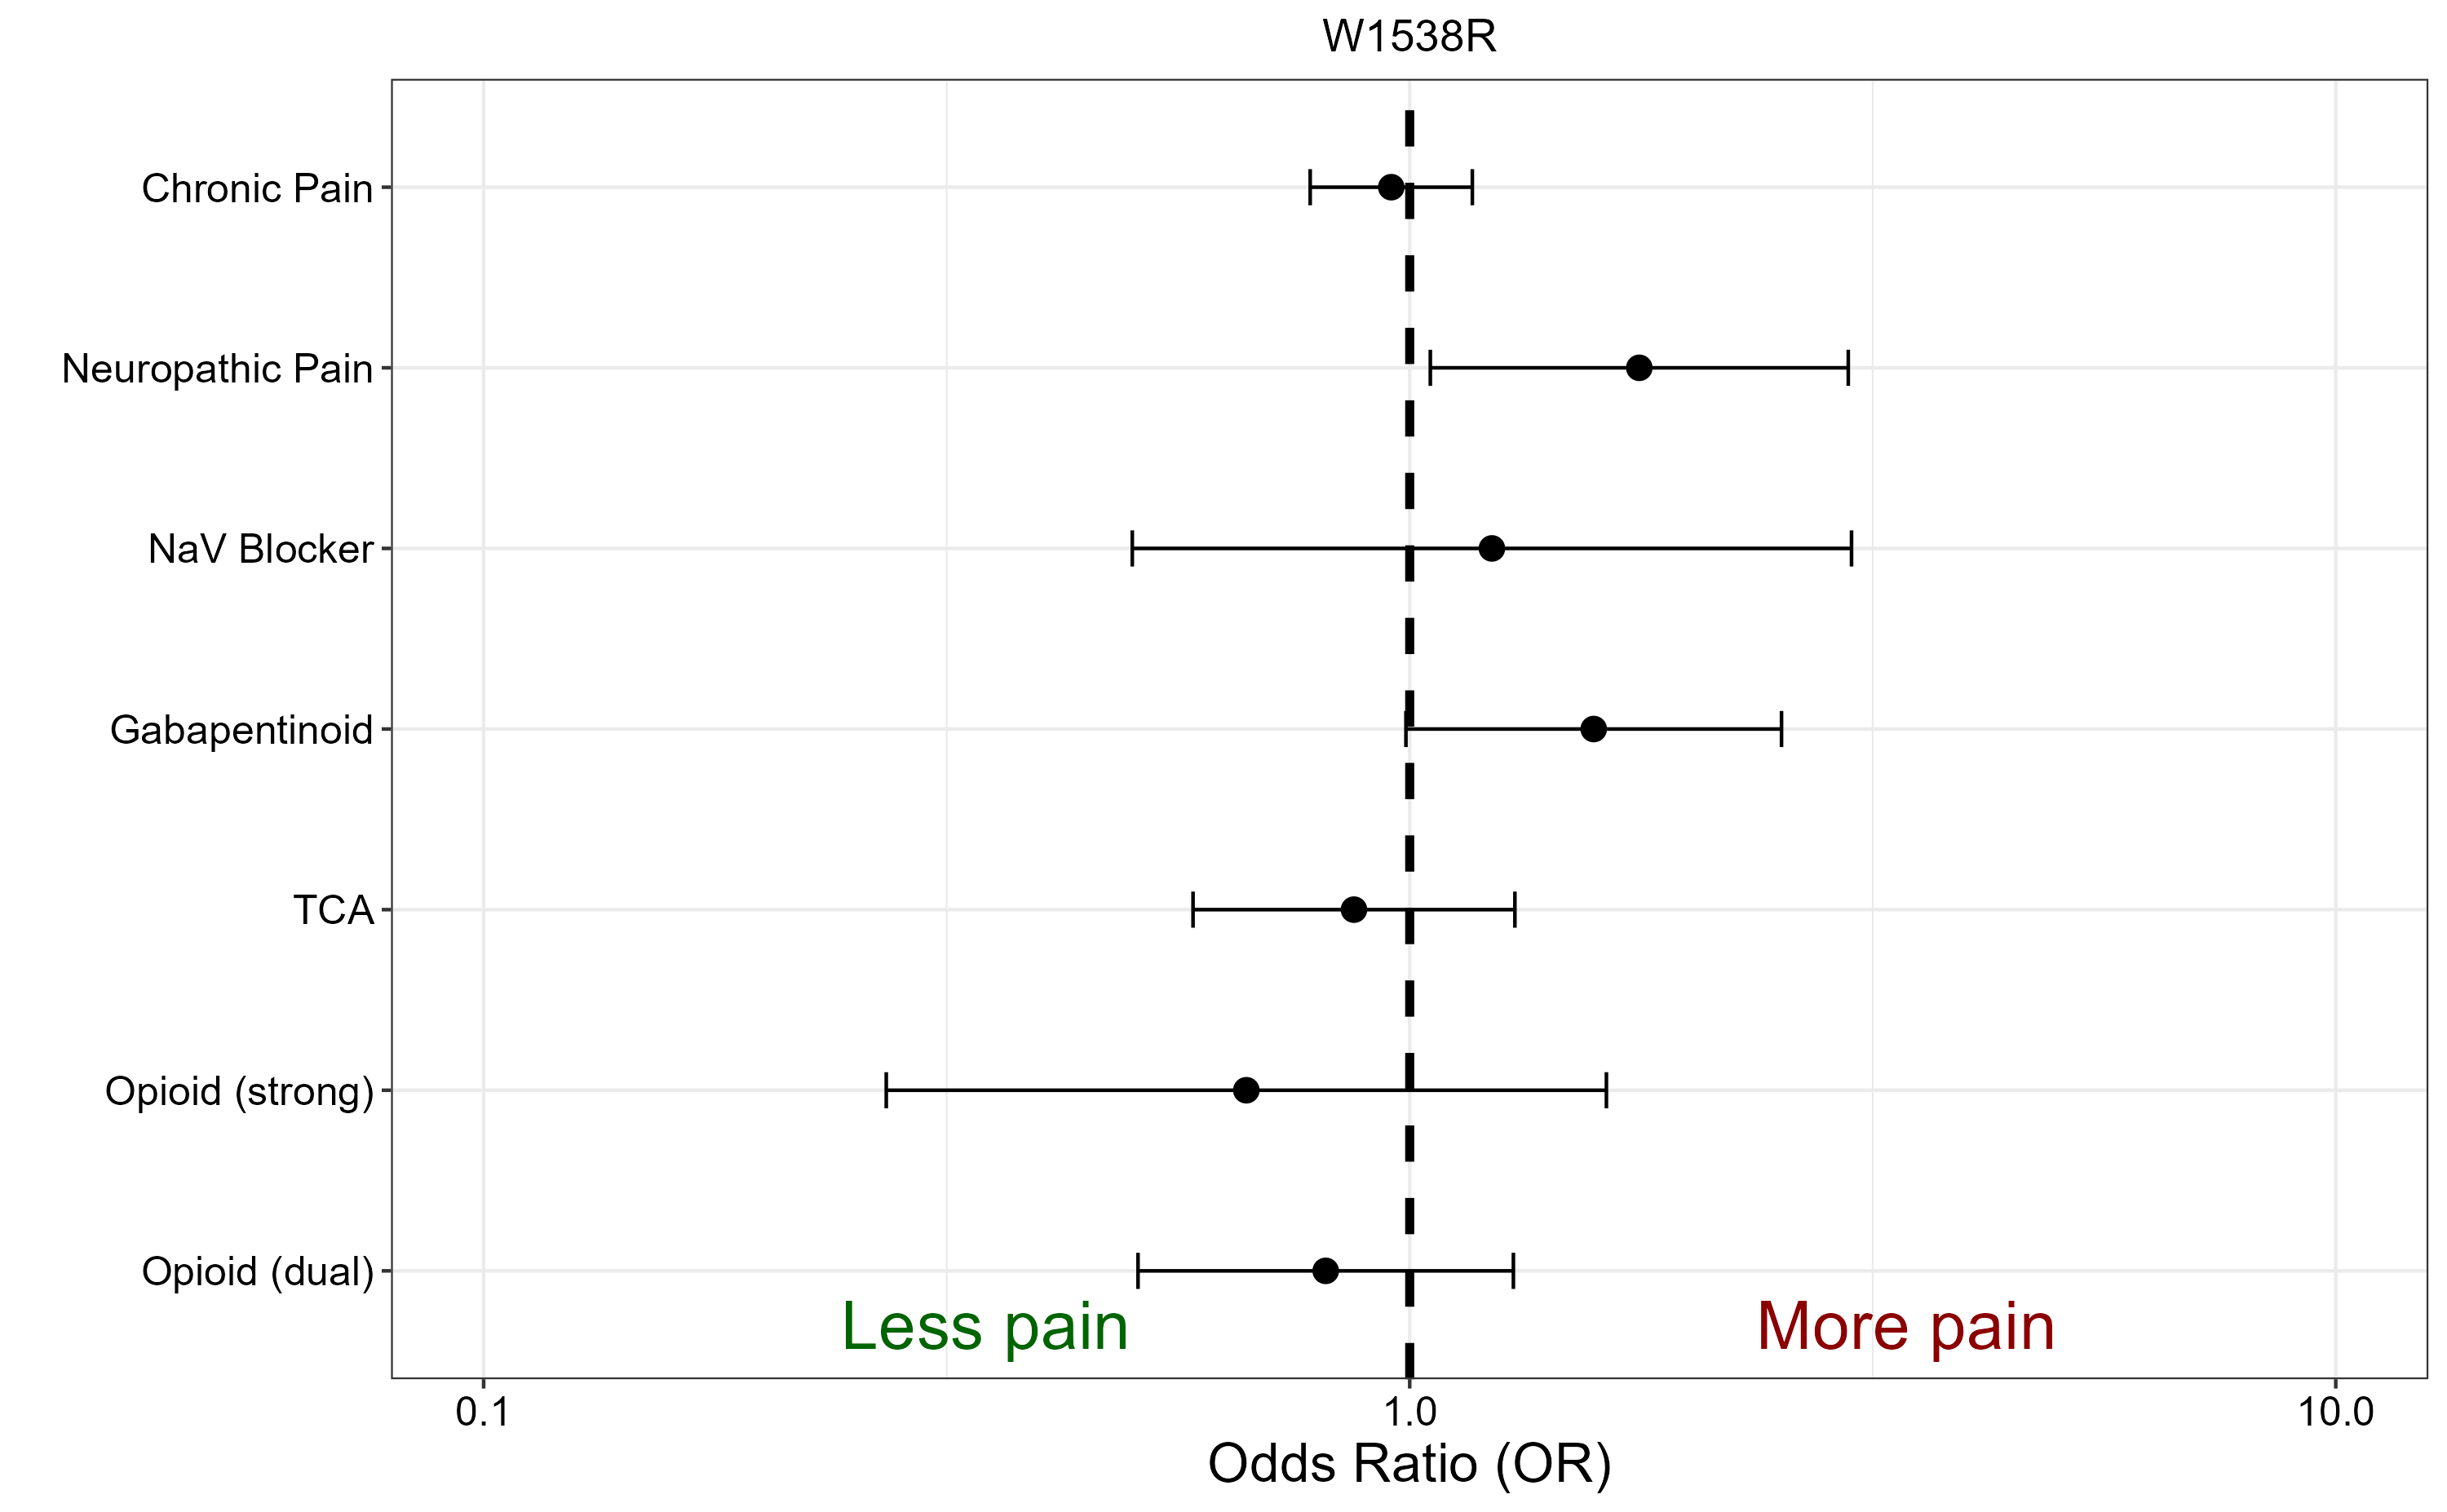 W1538R
Chronic Pain
Neuropathic Pain
NaV Blocker
Gabapentinoid
TCA
Opioid (strong)
Opioid (dual)
Less pain
More pain
0.1
1.0
10.0
Odds Ratio (OR)